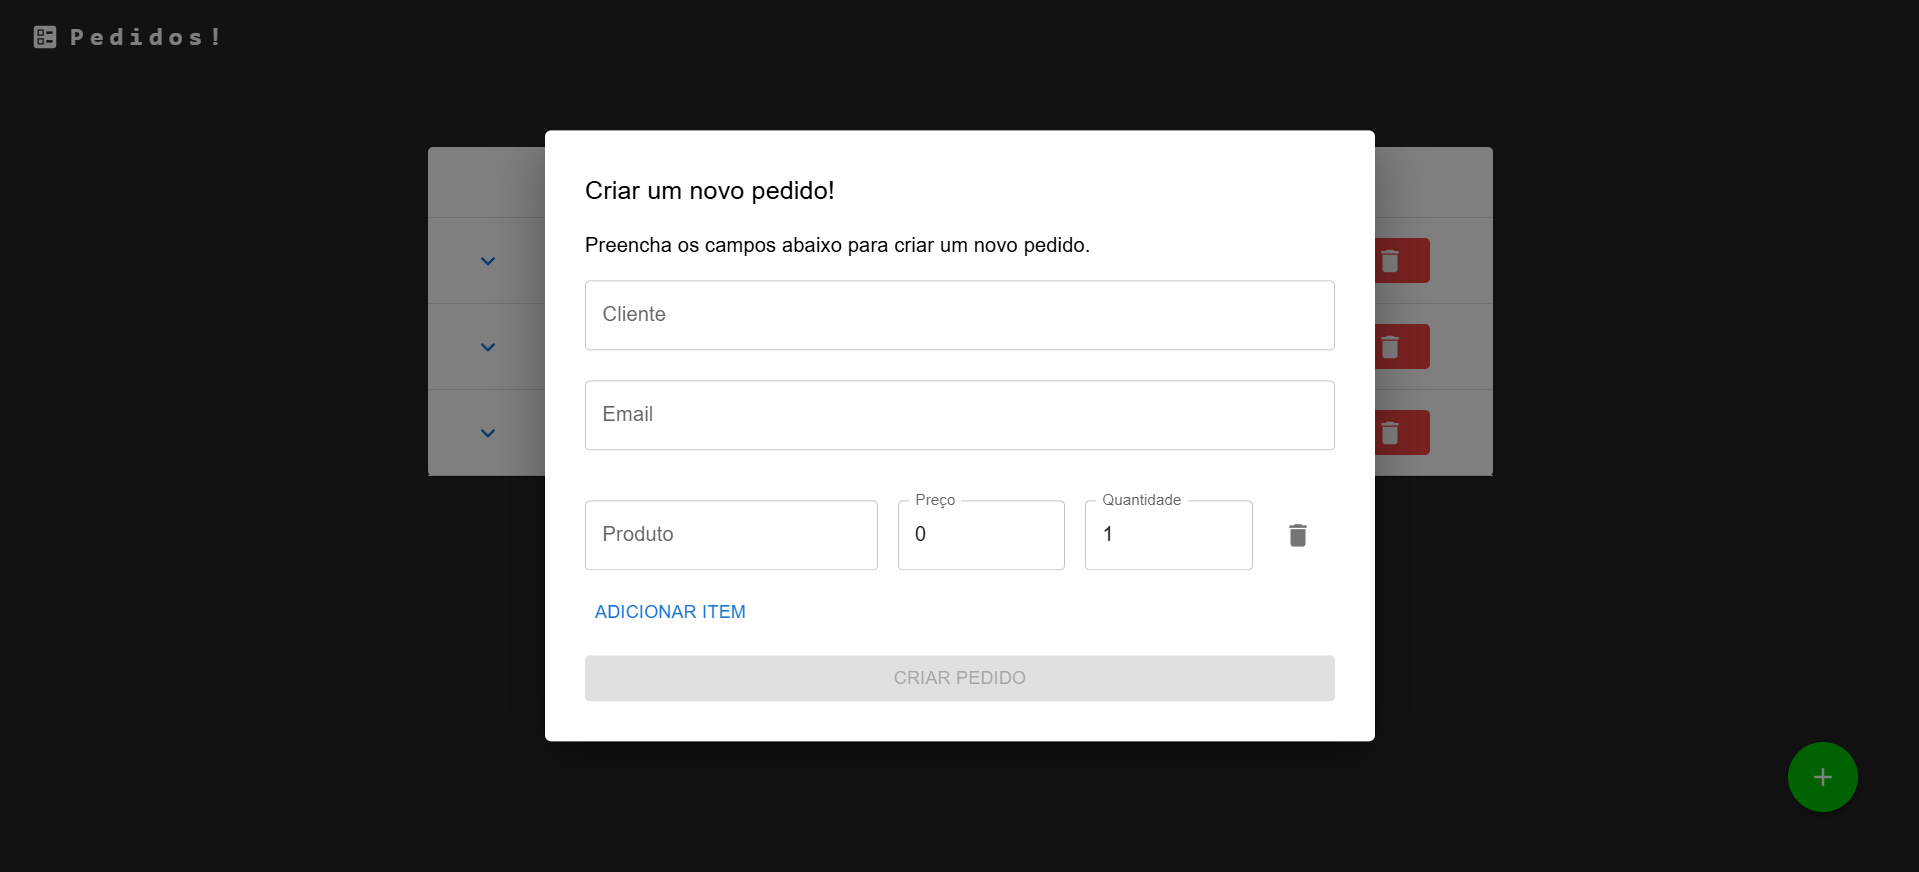 Pedidos!
Criar um novo pedido!
Preencha os campos abaixo para criar um novo pedido.
Cliente
Email
Produto
Preço
0
Quantidade
1
ADICIONAR ITEM
CRIAR PEDIDO